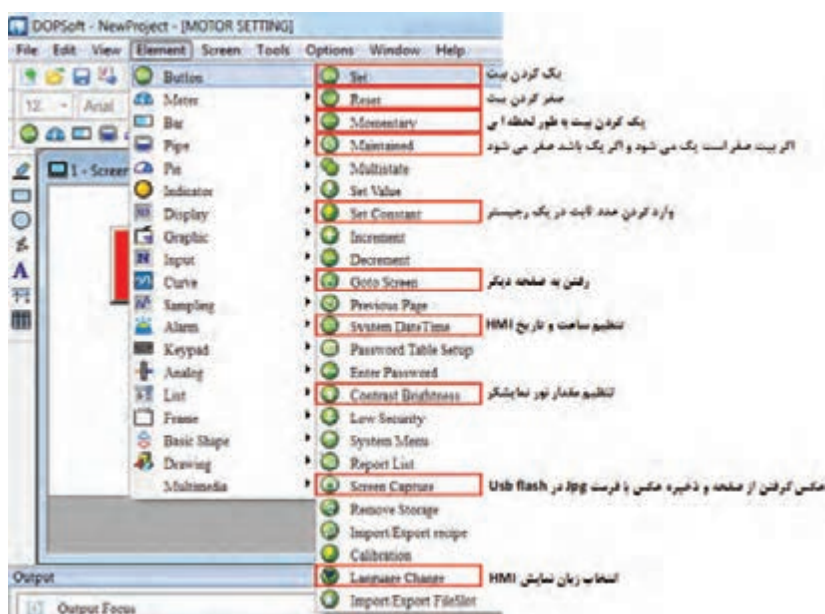 DOPSoft - NewProject - [MOTOR SETTING]
File Edit View Element Screen Tools Options Window Help
12 Arial
1 - Screen
Button
Meter
Bar
Pipe
Pie
Indicator
Display
Graphic
Input
Curve
Sampling
Alarm
Keypad
Analog
List
Frame
Basic Shape
Drawing
Multimedia
Set یک کردن بیت
Reset صفر کردن بیت
Momentary یک کردن بیت به طور لحظه ا ی
Maintained اگر بیت صفر است یک می شود و اگر یک باشد صفر می شود
Multistate
Set Value
Set Constant وارد کردن عدد ثابت در یک رجیستر
Increment
Decrement
Goto Screen رفتن به صفحه دیگر
Previous Page
System DateTime تنظیم ساعت و تاریخ HMI
Password Table Setup
Enter Password
Contrast Brightness تنظیم مقدار نور نمایشگر
Low Security
System Menu
Report List
Screen Capture عکس گرفتن از صفحه و ذخیره عکس با فرمت Jpg در Usb flash
Remove Storage
Import/Export recipe
Calibration
Language Change انتخاب زبان نمایش HMI
Import/Export FileSlot
Output
Output Focus